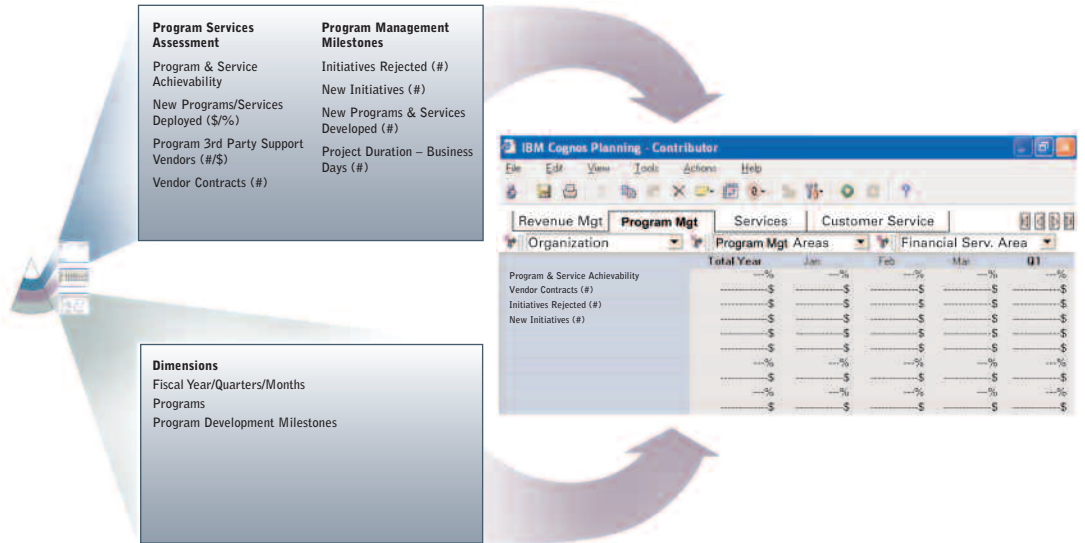 Program Services
Assessment
Program & Service
Achievability
New Programs/Services
Deployed ($/%)
Program 3rd Party Support
Vendors (#/$)
Vendor Contracts (#)
Program Management
Milestones
Initiatives Rejected (#)
New Initiatives (#)
New Programs & Services
Developed (#)
Project Duration – Business
Days (#)
IBM Cognos Planning - Contributor
File Edit View Tools Actions Help
Revenue Mgt Program Mgt Services Customer Service
Organization Program Mgt Areas Financial Serv. Area
Total Year Jan Feb Mar Q1
Program & Service Achievability ---% ---% ---% ---% ---%
Vendor Contracts (#) ------------$ ------------$ ------------$ ------------$ ------------$
Initiatives Rejected (#) ------------$ ------------$ ------------$ ------------$ ------------$
New Initiatives (#) ------------$ ------------$ ------------$ ------------$ ------------$
------------$ ------------$ ------------$ ------------$ ------------$
------------$ ------------$ ------------$ ------------$ ------------$
---% ---% ---% ---% ---%
------------$ ------------$ ------------$ ------------$ ------------$
---% ---% ---% ---% ---%
------------$ ------------$ ------------$ ------------$ ------------$
Dimensions
Fiscal Year/Quarters/Months
Programs
Program Development Milestones